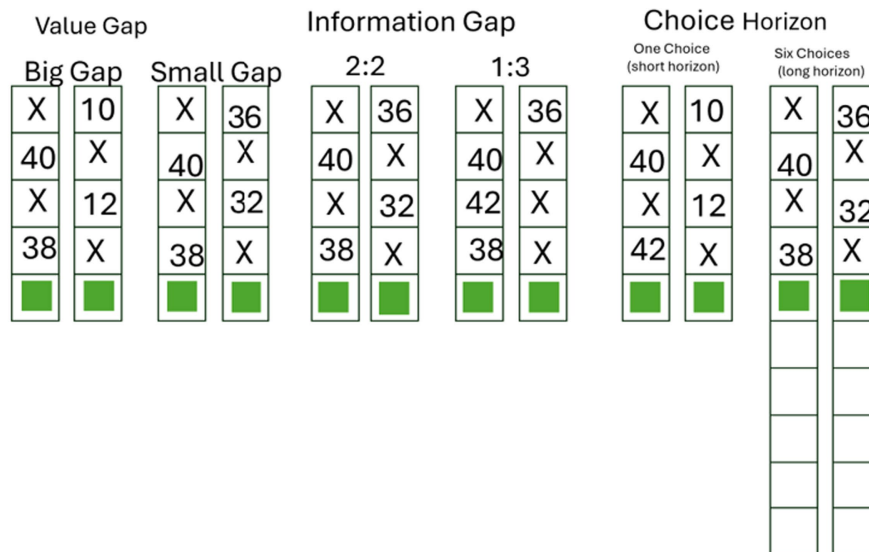 Value Gap
Information Gap
Choice Horizon
Big Gap
Small Gap
2:2
1:3
One Choice
(short horizon)
Six Choices
(long horizon)
X 10 X 36 X 36 X 36 X 10 X 36
40 X 40 X 40 X 40 X 40 X 40 X
X 12 X 32 X 32 42 X X 12 X 32
38 X 38 X 38 X 38 X 42 X 38 X